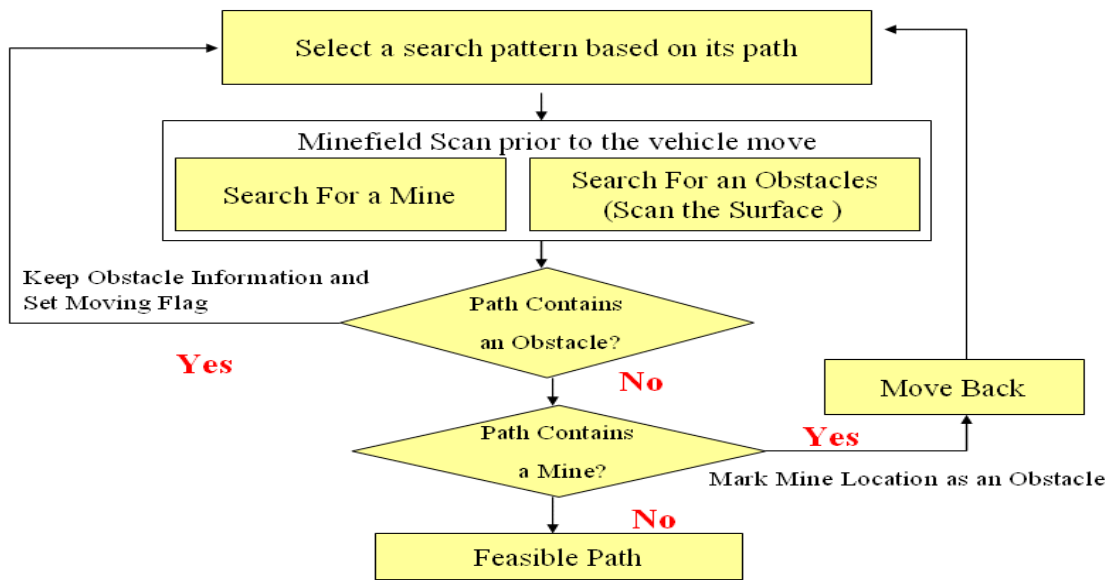 Select a search pattern based on its path
Minefield Scan prior to the vehicle move
Search For a Mine
Search For an Obstacles
(Scan the Surface )
Keep Obstacle Information and
Set Moving Flag
Path Contains
an Obstacle?
Yes
No
Move Back
Path Contains
a Mine?
Yes
Mark Mine Location as an Obstacle
No
Feasible Path